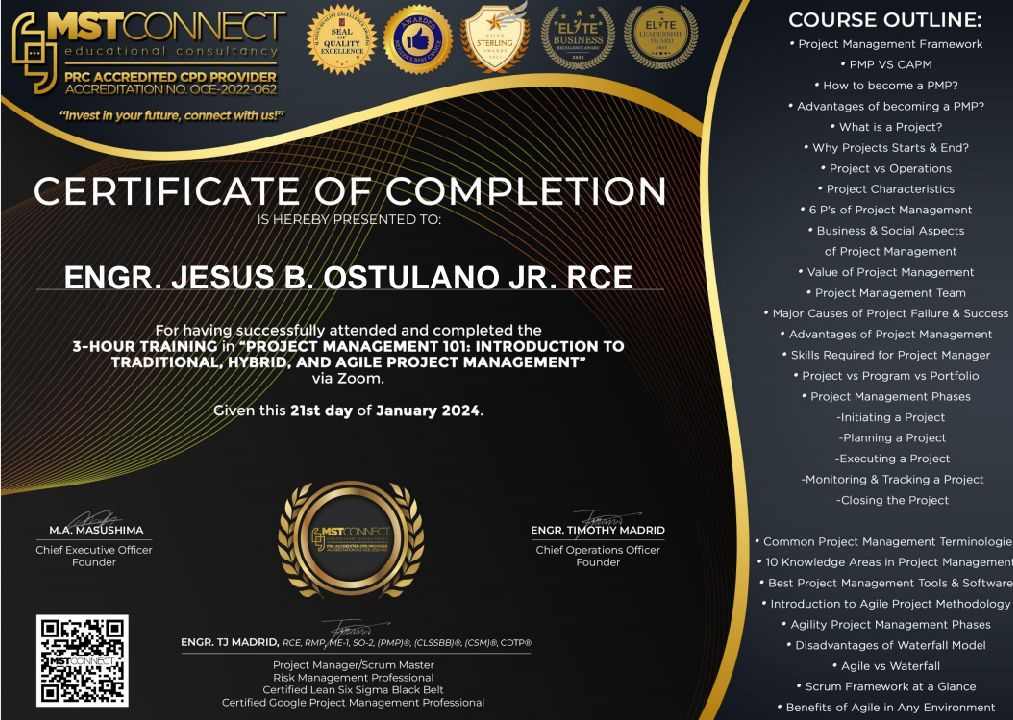 MSTCONNECT
educational consultancy
PRC ACCREDITED CPD PROVIDER
ACCREDITATION NO. OCE-2022-062
"Invest in your future, connect with us!"
SEAL
OF
QUALITY
EXCELLENCE
AWARDS
STERLING
AWARDS
ELITE
BUSINESS
EXCELLENCE AWARD
2021
ELITE
LEADERSHIP
AWARD
CERTIFICATE OF COMPLETION
IS HEREBY PRESENTED TO:
ENGR. JESUS B. OSTULANO JR. RCE
For having successfully attended and completed the
3-HOUR TRAINING in "PROJECT MANAGEMENT 101: INTRODUCTION TO
TRADITIONAL, HYBRID, AND AGILE PROJECT MANAGEMENT"
via Zoom.
Given this 21st day of January 2024.
M.A. MASUSHIMA
Chief Executive Officer
Founder
MSTCONNECT
PRC ACCREDITED CPD PROVIDER
ENGR. TIMOTHY MADRID
Chief Operations Officer
Founder
MSTCONNECT
ENGR. TJ MADRID, RCE, RMP, ME-1, SO-2, (PMP)®, (CLSSBB)®, (CSM)®, COTP®
Project Manager/Scrum Master
Risk Management Professional
Certified Lean Six Sigma Black Belt
Certified Google Project Management Professional
COURSE OUTLINE:
• Project Management Framework
• PMP VS CAPM
• How to become a PMP?
• Advantages of becoming a PMP?
• What is a Project?
• Why Projects Starts & End?
• Project vs Operations
• Project Characteristics
• 6 P's of Project Management
• Business & Social Aspects
of Project Management
• Value of Project Management
• Project Management Team
• Major Causes of Project Failure & Success
• Advantages of Project Management
• Skills Required for Project Manager
• Project vs Program vs Portfolio
• Project Management Phases
-Initiating a Project
-Planning a Project
-Executing a Project
-Monitoring & Tracking a Project
-Closing the Project
• Common Project Management Terminologie
• 10 Knowledge Areas in Project Management
• Best Project Management Tools & Software
• Introduction to Agile Project Methodology
• Agility Project Management Phases
• Disadvantages of Waterfall Model
• Agile vs Waterfall
• Scrum Framework at a Glance
• Benefits of Agile in Any Environment